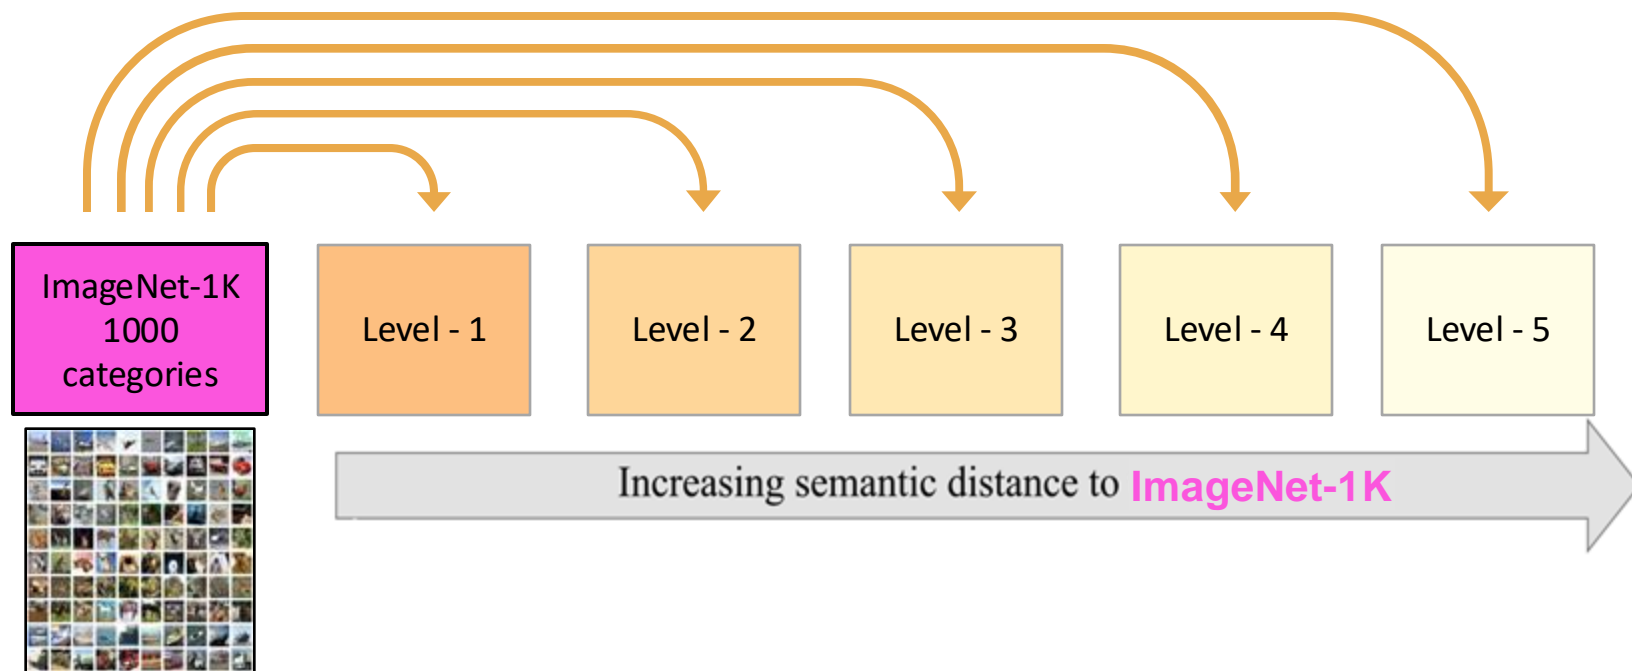 ImageNet-1K
1000
categories
Level - 1
Level - 2
Level - 3
Level - 4
Level - 5
Increasing semantic distance to ImageNet-1K